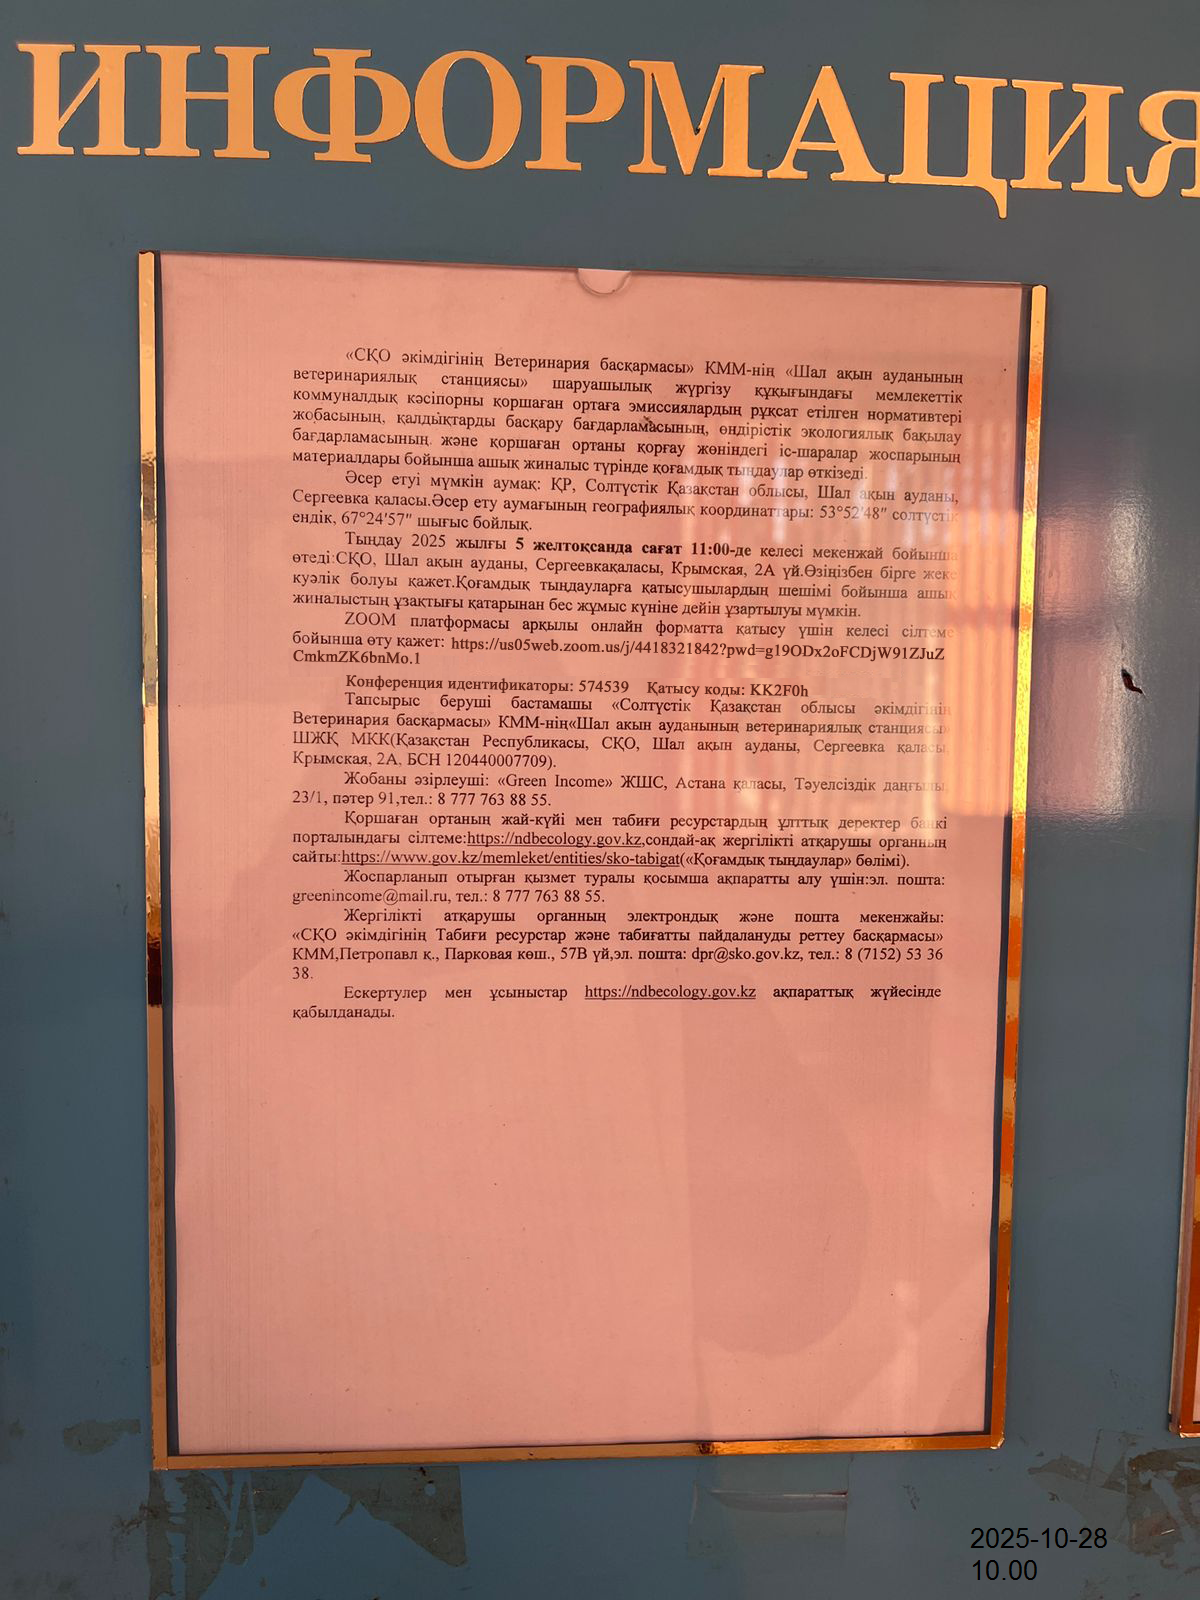 ИНФОРМАЦИЯ
«СҚО әкімдігінің Ветеринария басқармасы» КММ-нің «Шал ақын ауданының
ветеринариялық станциясы» шаруашылық жүргізу құқығындағы мемлекеттік
коммуналдық кәсіпорны қоршаған ортаға эмиссиялардың рұқсат етілген нормативтері
жобасының, қалдықтарды басқару бағдарламасының, өндірістік экологиялық бақылау
бағдарламасының. және қоршаған ортаны қорғау жөніндегі іс-шаралар жоспарының
материалдары бойынша ашық жиналыс түрінде қоғамдық тыңдаулар өткізеді.
Әсер етуі мүмкін аумақ: ҚР, Солтүстік Қазақстан облысы, Шал ақын ауданы,
Сергеевка қаласы.Әсер ету аумағының географиялық координаттары: 53°52'48" солтүстік
ендік, 67°24'57" шығыс бойлық.
Тыңдау 2025 жылғы 5 желтоқсанда сағат 11:00-де келесі мекенжай бойынша
өтеді:СҚО, Шал ақын ауданы, Сергеевкақаласы, Крымская, 2А үй.Өзіңізбен бірге жеке
куәлік болуы қажет.Қоғамдық тыңдауларға қатысушылардың шешімі бойынша ашық
жиналыстың ұзақтығы қатарынан бес жұмыс күніне дейін ұзартылуы мүмкін.
ZOOM платформасы арқылы онлайн форматта қатысу үшін келесі сілтеме
бойынша өту қажет: https://us05web.zoom.us/j/4418321842?pwd=g19ODx2oFCDjW91ZJuZ
CmkmZK6bnMo.1
Конференция идентификаторы: 574539 Қатысу коды: KK2F0h
Тапсырыс беруші бастамашы «Солтүстік Қазақстан облысы әкімдігінің
Ветеринария басқармасы» КММ-нің«Шал акын ауданының ветеринариялық станциясы»
ШЖҚ МКК(Қазақстан Республикасы, СҚО, Шал ақын ауданы, Сергеевка қаласы,
Крымская, 2А, БСН 120440007709).
Жобаны әзірлеуші: «Green Income» ЖШС, Астана қаласы, Тәуелсіздік даңғылы,
23/1, пәтер 91,тел.: 8 777 763 88 55.
Қоршаған ортаның жай-күйі мен табиғи ресурстардың ұлттық деректер банкі
порталындағы сілтеме:https://ndbecology.gov.kz,сондай-ақ жергілікті атқарушы органның
сайты:https://www.gov.kz/memleket/entities/sko-tabigat(«Қоғамдық тыңдаулар» бөлімі).
Жоспарланып отырған қызмет туралы қосымша ақпаратты алу үшін:эл. пошта:
greenincome@mail.ru, тел.: 8 777 763 88 55.
Жергілікті атқарушы органның электрондық және пошта мекенжайы:
«СҚО әкімдігінің Табиғи ресурстар және табиғатты пайдалануды реттеу басқармасы»
КММ,Петропавл қ., Парковая көш., 57В үй,эл. пошта: dpr@sko.gov.kz, тел.: 8 (7152) 53 36
38.
Ескертулер мен ұсыныстар https://ndbecology.gov.kz ақпараттық жүйесінде
қабылданады.
2025-10-28
10.00